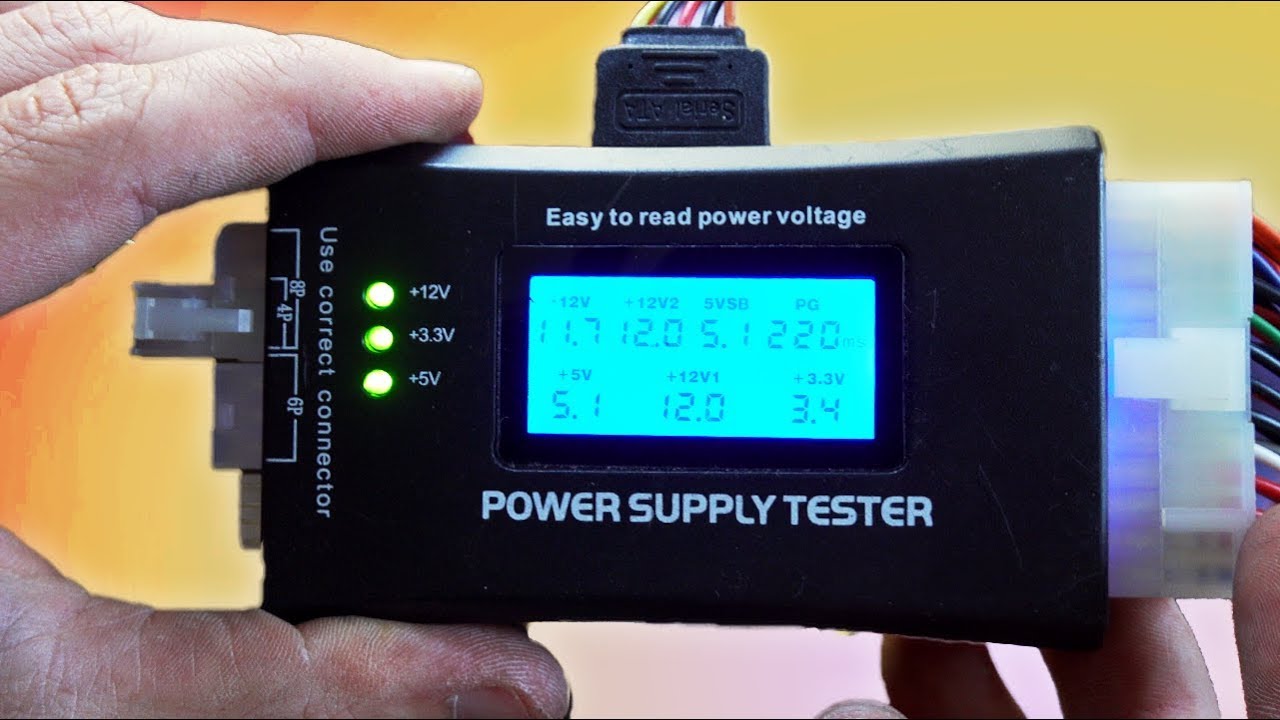 Serial ATA
Easy to read power voltage
Use correct connector
8P
4P
6P
+12V
+3.3V
+5V
-12V +12V2 5VSB PG
11.7 12.0 5.1 220ms
+5V +12V1 +3.3V
5.1 12.0 3.4
POWER SUPPLY TESTER